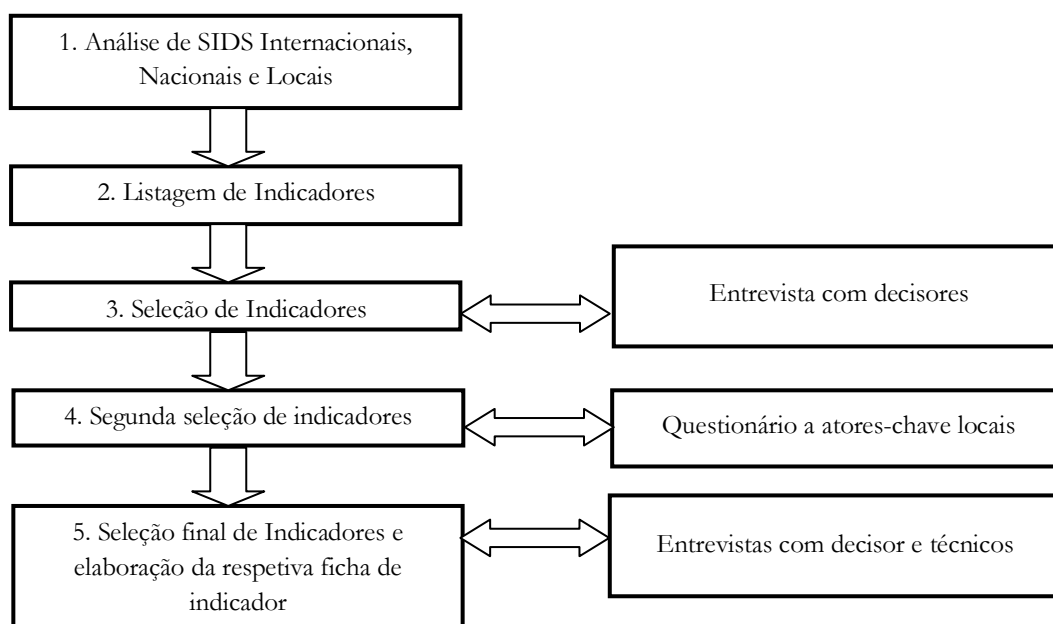 1. Análise de SIDS Internacionais,
Nacionais e Locais
2. Listagem de Indicadores
3. Seleção de Indicadores
Entrevista com decisores
4. Segunda seleção de indicadores
Questionário a atores-chave locais
5. Seleção final de Indicadores e
elaboração da respetiva ficha de
indicador
Entrevistas com decisor e técnicos